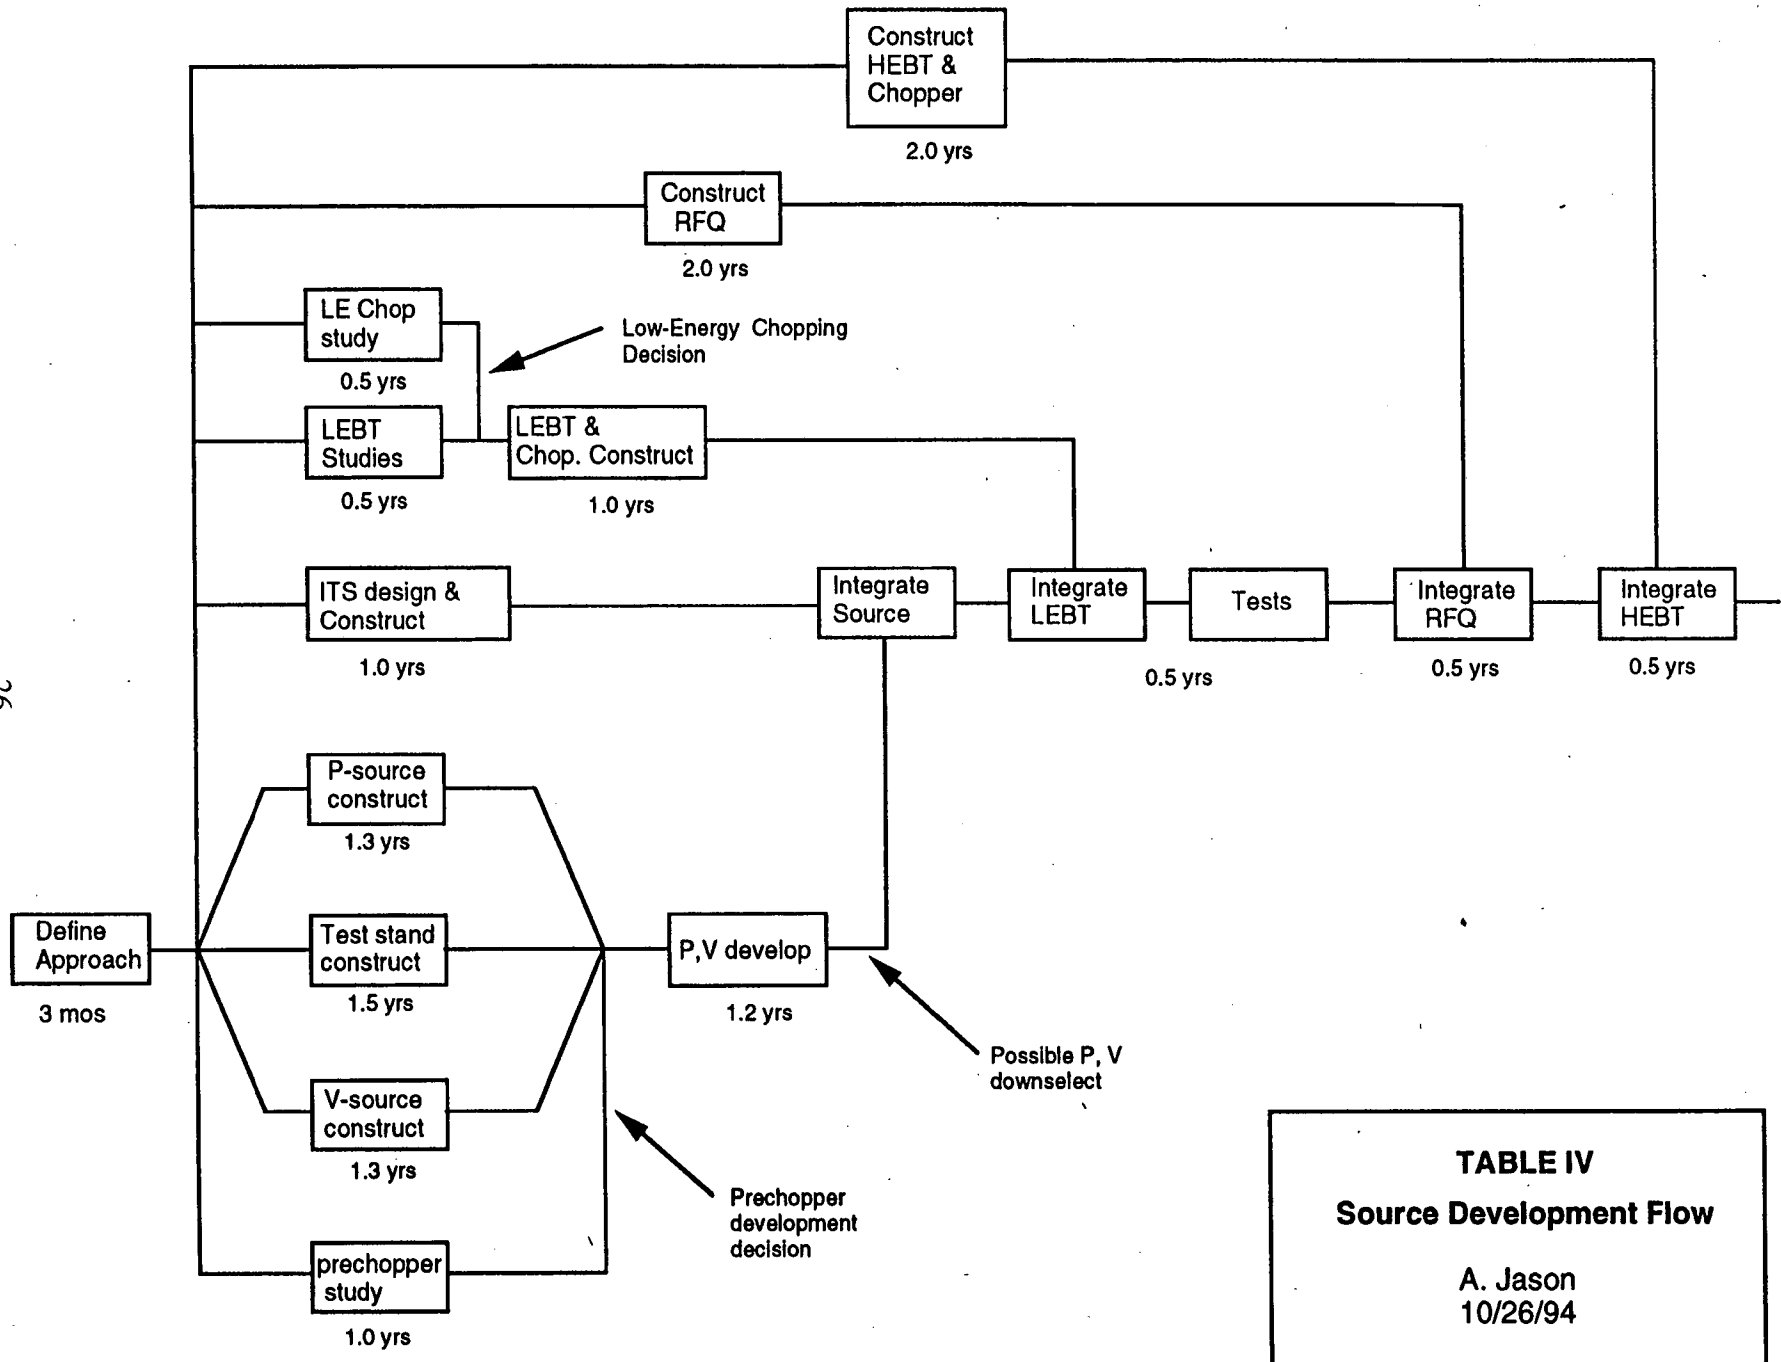 Construct
HEBT &
Chopper
2.0 yrs
Construct
RFQ
2.0 yrs
LE Chop
study
0.5 yrs
Low-Energy Chopping
Decision
LEBT
Studies
0.5 yrs
LEBT &
Chop. Construct
1.0 yrs
ITS design &
Construct
1.0 yrs
Integrate
Source
Integrate
LEBT
Tests
0.5 yrs
Integrate
RFQ
0.5 yrs
Integrate
HEBT
0.5 yrs
26
P-source
construct
1.3 yrs
Define
Approach
3 mos
Test stand
construct
1.5 yrs
P,V develop
1.2 yrs
Possible P, V
downselect
V-source
construct
1.3 yrs
Prechopper
development
decision
prechopper
study
1.0 yrs
TABLE IV
Source Development Flow
A. Jason
10/26/94